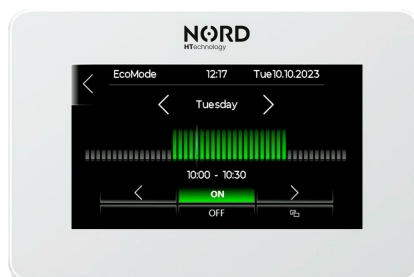 NORD
HTechnology
EcoMode 12:17 Tue10.10.2023
Tuesday
10:00 - 10:30
ON
OFF